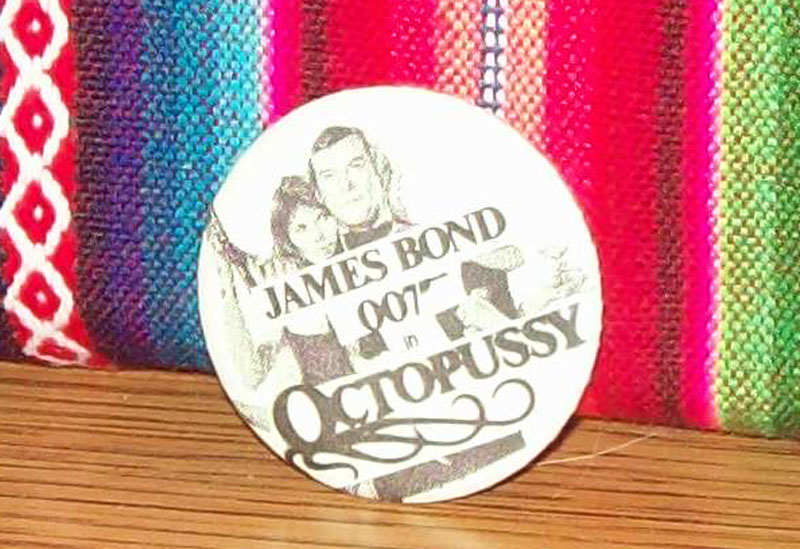 JAMES BOND
007
in
OCTOPUSSY